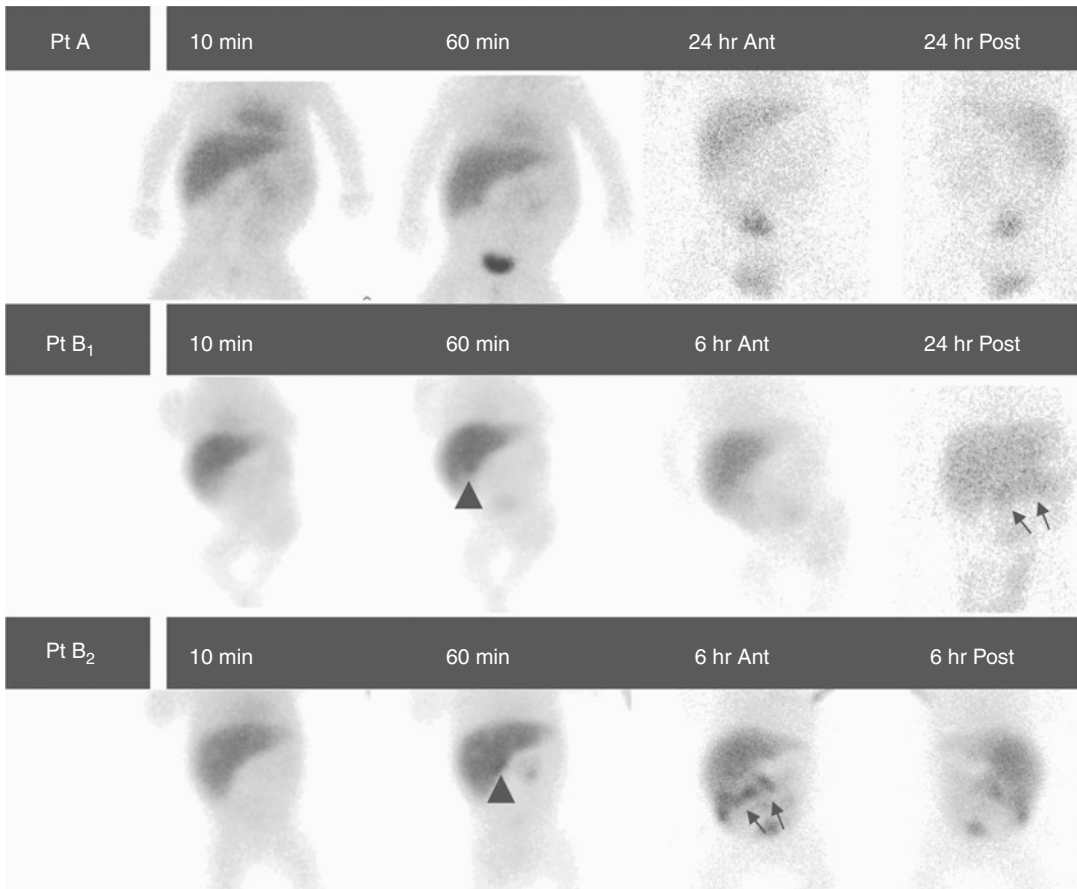 Pt A 10 min 60 min 24 hr Ant 24 hr Post
Pt B₁ 10 min 60 min 6 hr Ant 24 hr Post
Pt B₂ 10 min 60 min 6 hr Ant 6 hr Post